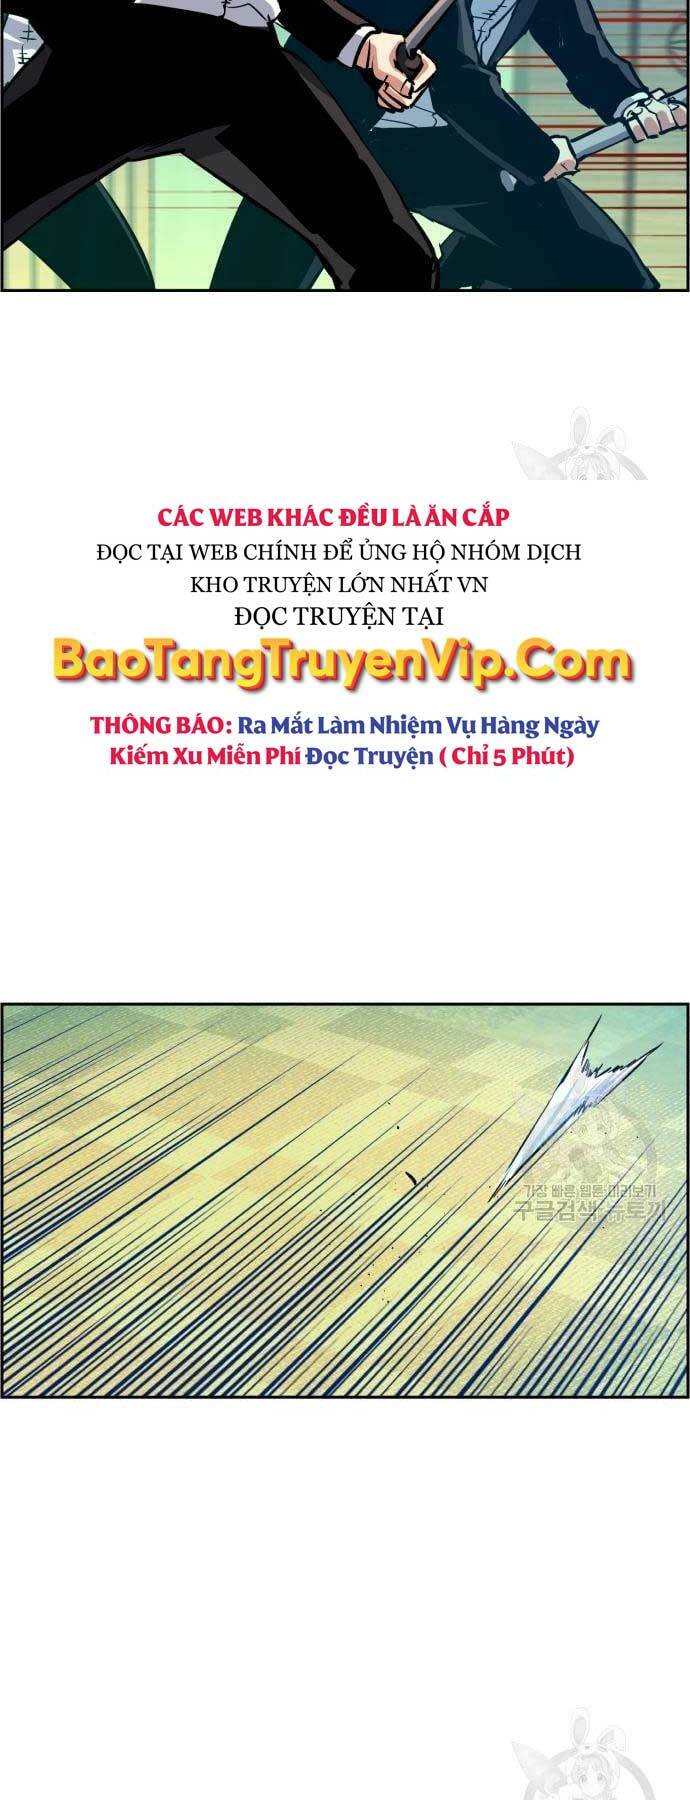 CÁC WEB KHÁC ĐỀU LÀ ĂN CẮP
ĐỌC TẠI WEB CHÍNH ĐỂ ỦNG HỘ NHÓM DỊCH
KHO TRUYỆN LỚN NHẤT VN
ĐỌC TRUYỆN TẠI
BaoTangTruyenVip.Com
THÔNG BÁO: Ra Mắt Làm Nhiệm Vụ Hàng Ngày
Kiếm Xu Miễn Phí Đọc Truyện ( Chỉ 5 Phút)
가장 빠른 웹툰 미리보기
구글검색 뉴토끼